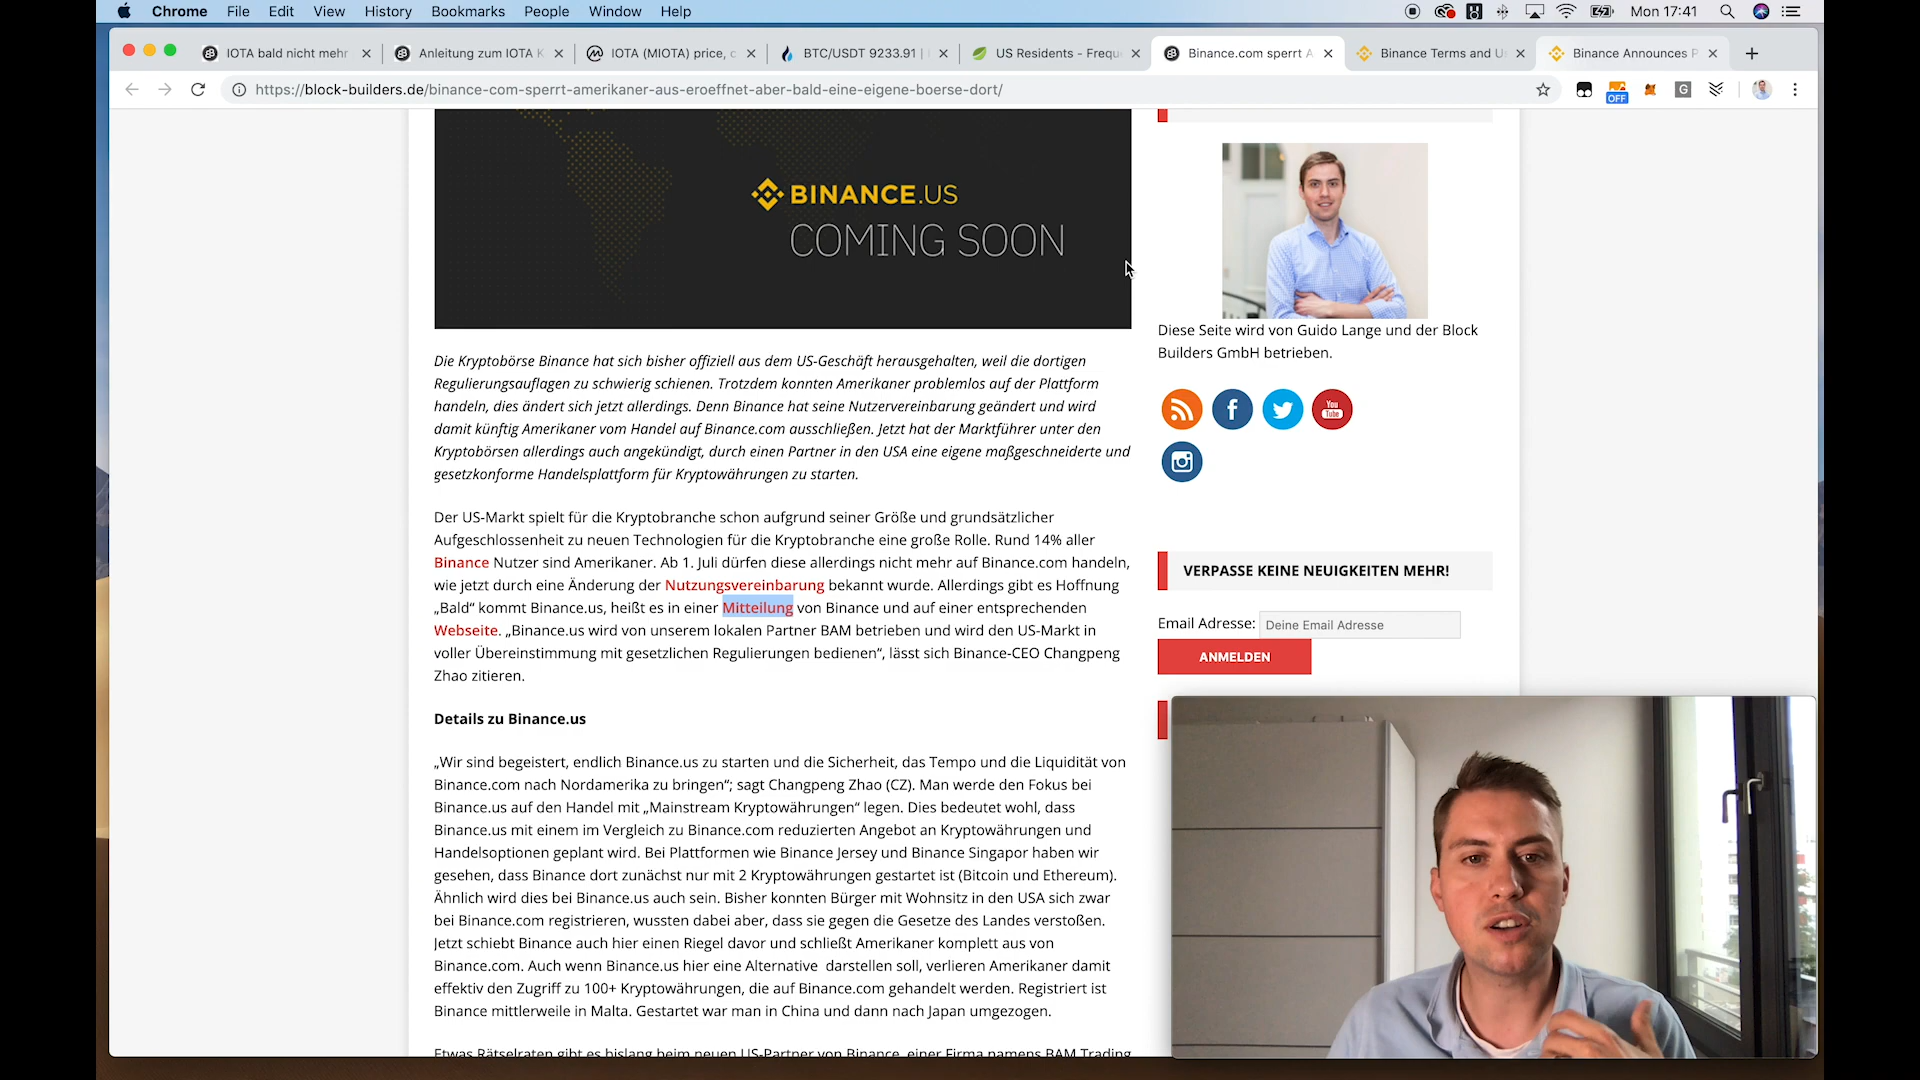 Chrome File Edit View History Bookmarks People Window Help Mon 17:41
IOTA bald nicht mehr
Anleitung zum IOTA K
IOTA (MIOTA) price, c
BTC/USDT 9233.91 |
US Residents - Frequ
Binance.com sperrt A
Binance Terms and U
Binance Announces P
https://block-builders.de/binance-com-sperrt-amerikaner-aus-eroeffnet-aber-bald-eine-eigene-boerse-dort/
OFF
G
BINANCE.US
COMING SOON
Die Kryptobörse Binance hat sich bisher offiziell aus dem US-Geschäft herausgehalten, weil die dortigen
Regulierungsauflagen zu schwierig schienen. Trotzdem konnten Amerikaner problemlos auf der Plattform
handeln, dies ändert sich jetzt allerdings. Denn Binance hat seine Nutzervereinbarung geändert und wird
damit künftig Amerikaner vom Handel auf Binance.com ausschließen. Jetzt hat der Marktführer unter den
Kryptobörsen allerdings auch angekündigt, durch einen Partner in den USA eine eigene maßgeschneiderte und
gesetzkonforme Handelsplattform für Kryptowährungen zu starten.
Der US-Markt spielt für die Kryptobranche schon aufgrund seiner Größe und grundsätzlicher
Aufgeschlossenheit zu neuen Technologien für die Kryptobranche eine große Rolle. Rund 14% aller
Binance Nutzer sind Amerikaner. Ab 1. Juli dürfen diese allerdings nicht mehr auf Binance.com handeln,
wie jetzt durch eine Änderung der Nutzungsvereinbarung bekannt wurde. Allerdings gibt es Hoffnung
„Bald“ kommt Binance.us, heißt es in einer Mitteilung von Binance und auf einer entsprechenden
Webseite. „Binance.us wird von unserem lokalen Partner BAM betrieben und wird den US-Markt in
voller Übereinstimmung mit gesetzlichen Regulierungen bedienen“, lässt sich Binance-CEO Changpeng
Zhao zitieren.
Details zu Binance.us
„Wir sind begeistert, endlich Binance.us zu starten und die Sicherheit, das Tempo und die Liquidität von
Binance.com nach Nordamerika zu bringen“; sagt Changpeng Zhao (CZ). Man werde den Fokus bei
Binance.us auf den Handel mit „Mainstream Kryptowährungen“ legen. Dies bedeutet wohl, dass
Binance.us mit einem im Vergleich zu Binance.com reduzierten Angebot an Kryptowährungen und
Handelsoptionen geplant wird. Bei Plattformen wie Binance Jersey und Binance Singapor haben wir
gesehen, dass Binance dort zunächst nur mit 2 Kryptowährungen gestartet ist (Bitcoin und Ethereum).
Ähnlich wird dies bei Binance.us auch sein. Bisher konnten Bürger mit Wohnsitz in den USA sich zwar
bei Binance.com registrieren, wussten dabei aber, dass sie gegen die Gesetze des Landes verstoßen.
Jetzt schiebt Binance auch hier einen Riegel davor und schließt Amerikaner komplett aus von
Binance.com. Auch wenn Binance.us hier eine Alternative darstellen soll, verlieren Amerikaner damit
effektiv den Zugriff zu 100+ Kryptowährungen, die auf Binance.com gehandelt werden. Registriert ist
Binance mittlerweile in Malta. Gestartet war man in China und dann nach Japan umgezogen.
Etwas Rätselraten gibt es bislang beim neuen US-Partner von Binance, einer Firma namens BAM Trading
Diese Seite wird von Guido Lange und der Block
Builders GmbH betrieben.
You
Tube
VERPASSE KEINE NEUIGKEITEN MEHR!
Email Adresse: Deine Email Adresse
ANMELDEN